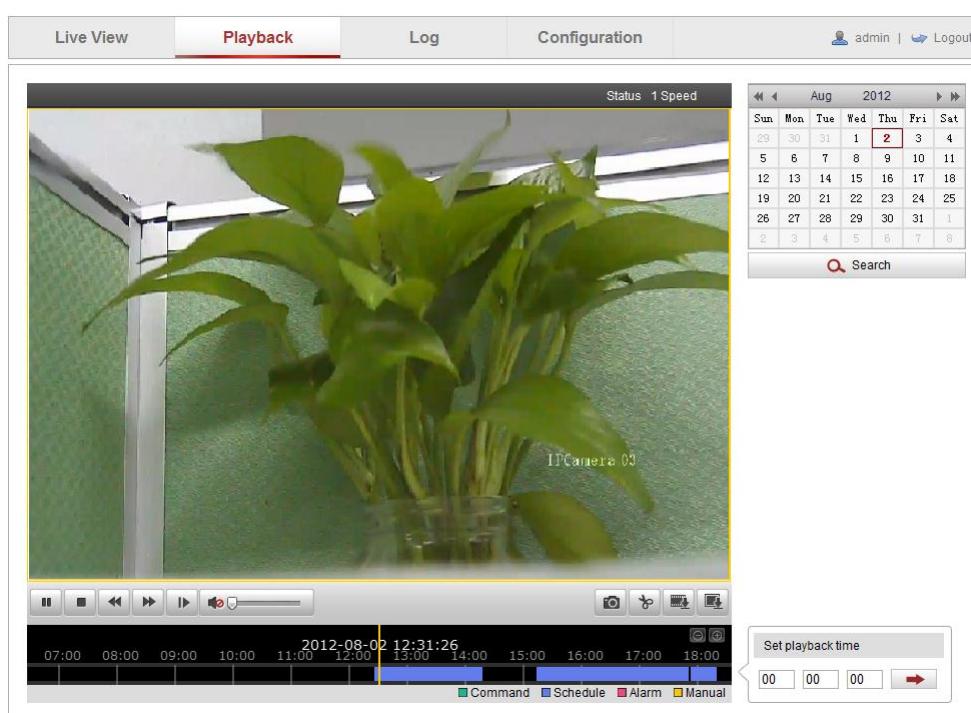 Live View Playback Log Configuration admin | Logout
Status 1 Speed
Aug 2012
Sun Mon Tue Wed Thu Fri Sat
29 30 31 1 2 3 4
5 6 7 8 9 10 11
12 13 14 15 16 17 18
19 20 21 22 23 24 25
26 27 28 29 30 31 1
2 3 4 5 6 7 8
Search
IPCamera 03
2012-08-02 12:31:26
07:00 08:00 09:00 10:00 11:00 12:00 13:00 14:00 15:00 16:00 17:00 18:00
Command Schedule Alarm Manual
Set playback time
00 00 00